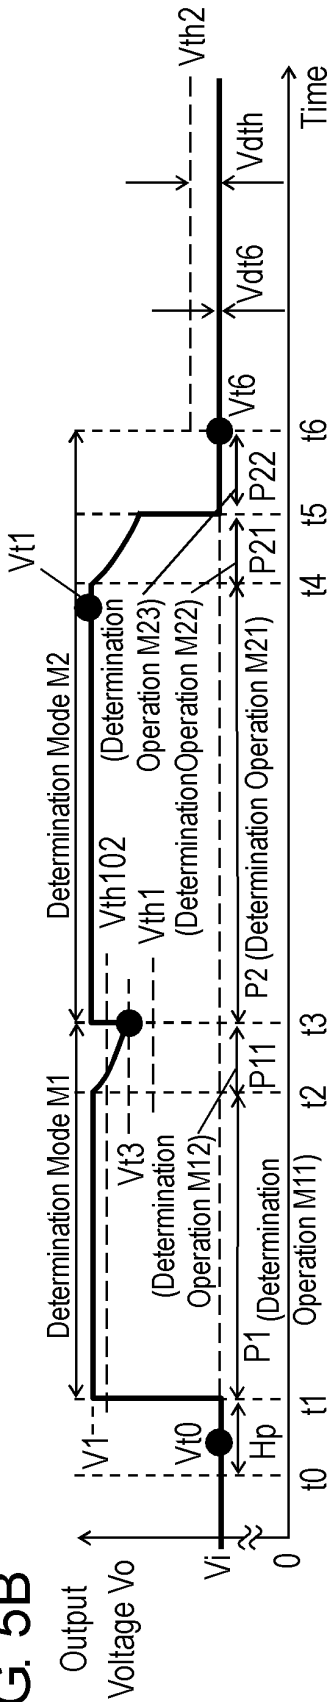 G. 5B
Output
Voltage Vo
Determination Mode M1
Determination Mode M2
Vt1
V1
Vth102
Vth1
Vt3
Vth2
(Determination
Operation M12)
(Determination
Operation M23)
(DeterminationOperation M22)
Vt0
Vi
Hp
P1 (Determination
Operation M11)
P11
P2 (Determination Operation M21)
P21
P22
Vt6
Vdt6
Vdth
0
t0
t1
t2
t3
t4
t5
t6
Time